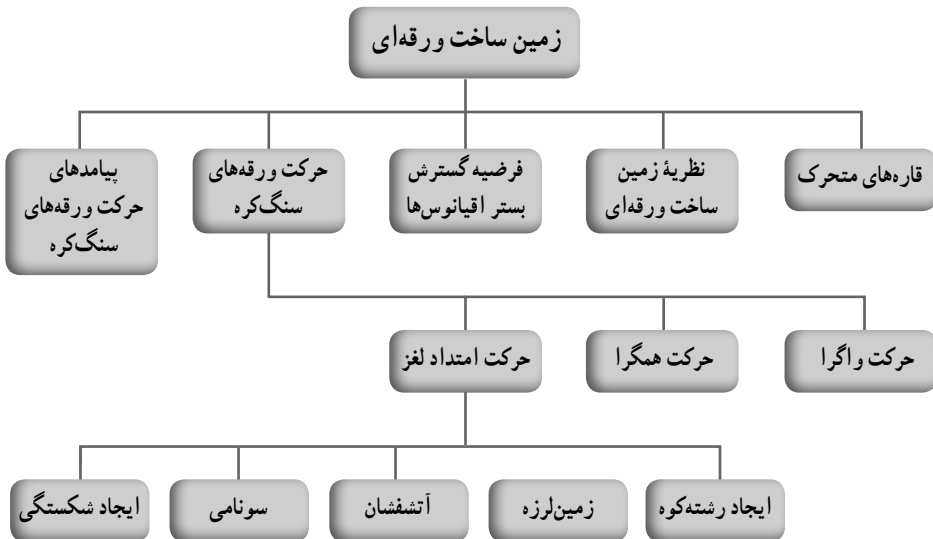 زمین ساخت ورقه‌ای
قاره‌های متحرک
نظریهٔ زمین
ساخت ورقه‌ای
فرضیه گسترش
بستر اقیانوس‌ها
حرکت ورقه‌های
سنگ‌کره
پیامدهای
حرکت ورقه‌های
سنگ‌کره
حرکت واگرا
حرکت همگرا
حرکت امتداد لغز
ایجاد رشته‌کوه
زمین‌لرزه
آتشفشان
سونامی
ایجاد شکستگی